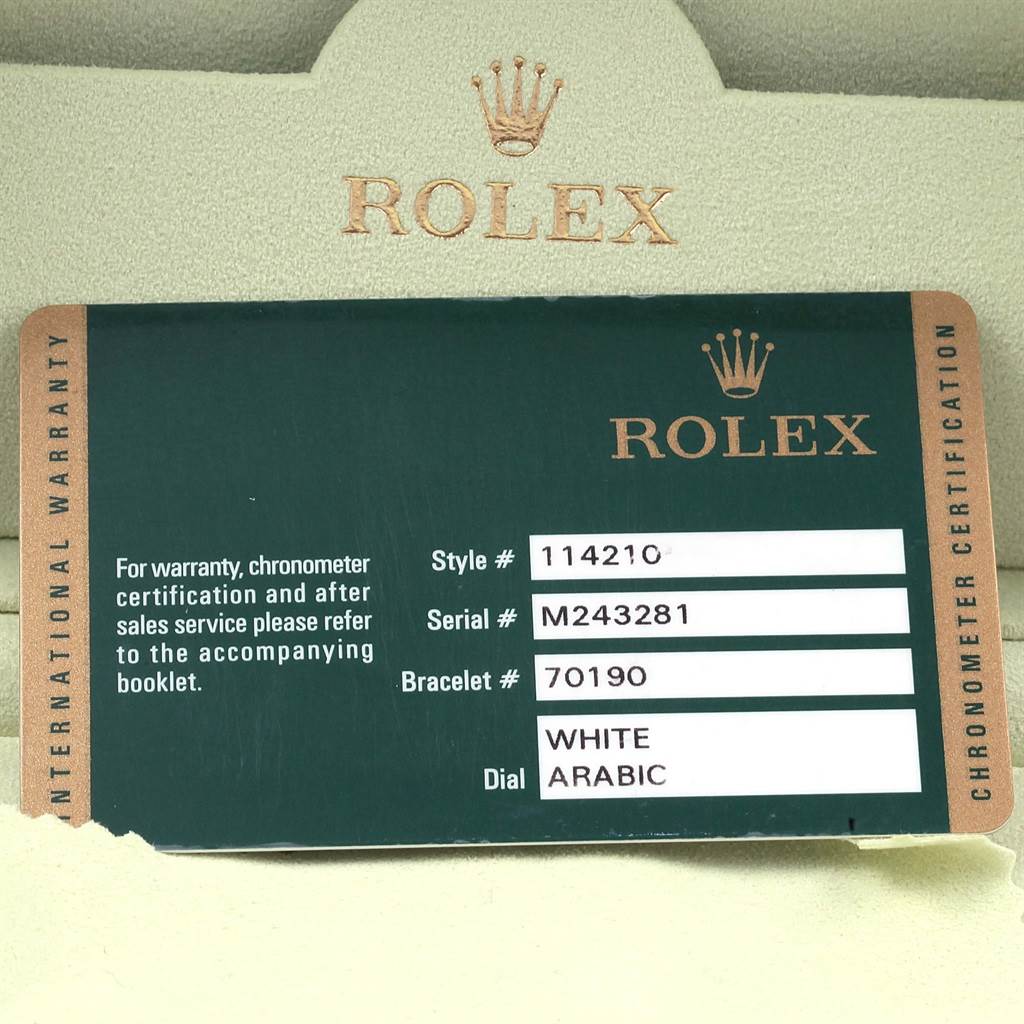 ROLEX
INTERNATIONAL WARRANTY
ROLEX
CHRONOMETER CERTIFICATION
For warranty, chronometer
certification and after
sales service please refer
to the accompanying
booklet.
Style # 114210
Serial # M243281
Bracelet # 70190
Dial WHITE
ARABIC